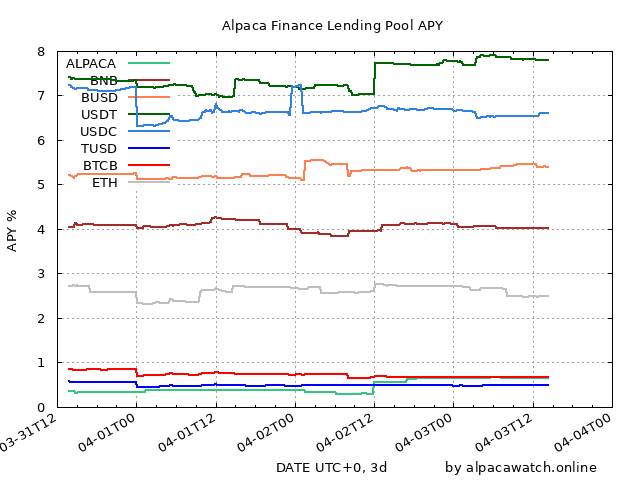 Alpaca Finance Lending Pool APY
APY %
8
7
6
5
4
3
2
1
0
ALPACA
BNB
BUSD
USDT
USDC
TUSD
BTCB
ETH
03-31T12
04-01T00
04-01T12
04-02T00
04-02T12
04-03T00
04-03T12
04-04T00
DATE UTC+0, 3d
by alpacawatch.online